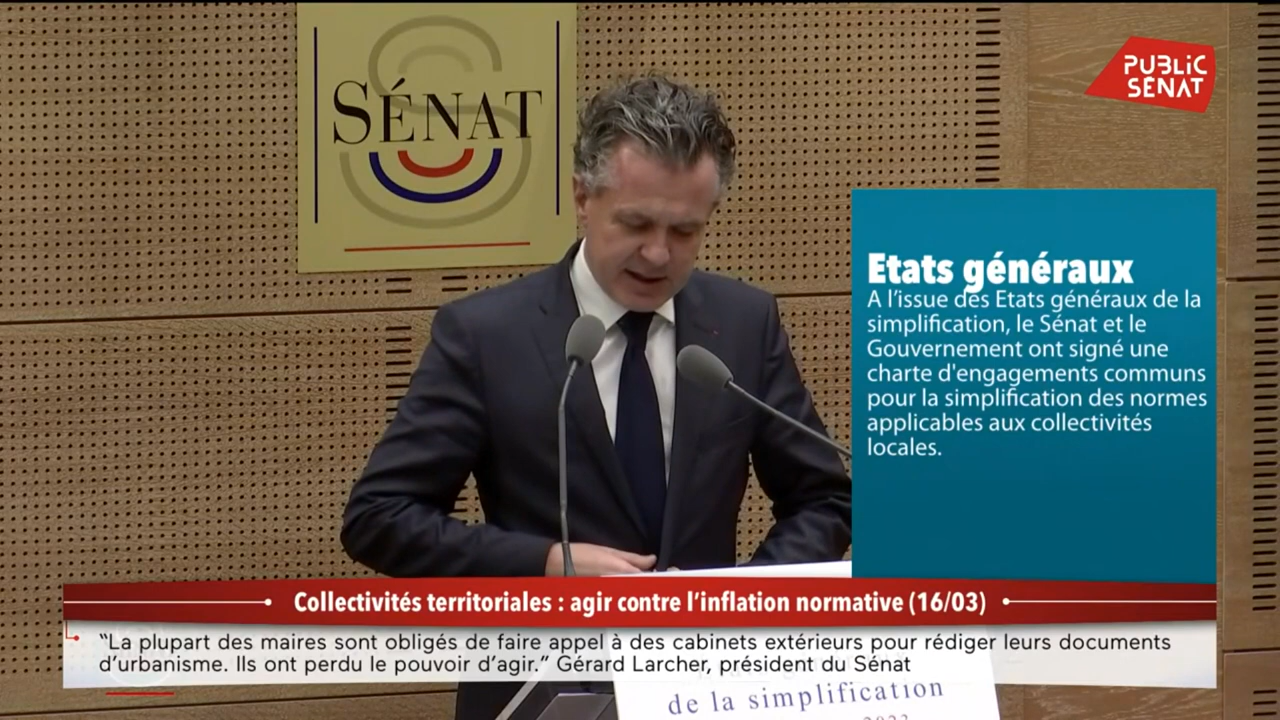 SÉNAT
PUBLIC
SÉNAT
Etats généraux
A l’issue des Etats généraux de la
simplification, le Sénat et le
Gouvernement ont signé une
charte d'engagements communs
pour la simplification des normes
applicables aux collectivités
locales.
Collectivités territoriales : agir contre l’inflation normative (16/03)
“La plupart des maires sont obligés de faire appel à des cabinets extérieurs pour rédiger leurs documents
d’urbanisme. Ils ont perdu le pouvoir d’agir.” Gérard Larcher, président du Sénat
de la simplification